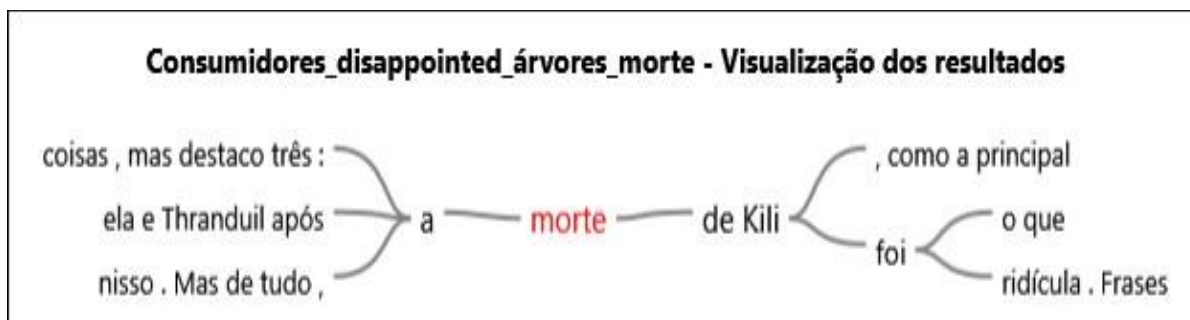 Consumidores_disappointed_árvores_morte - Visualização dos resultados
coisas , mas destaco três :
ela e Thranduil após
nisso . Mas de tudo ,
a
morte
de Kili
, como a principal
foi
o que
ridícula . Frases